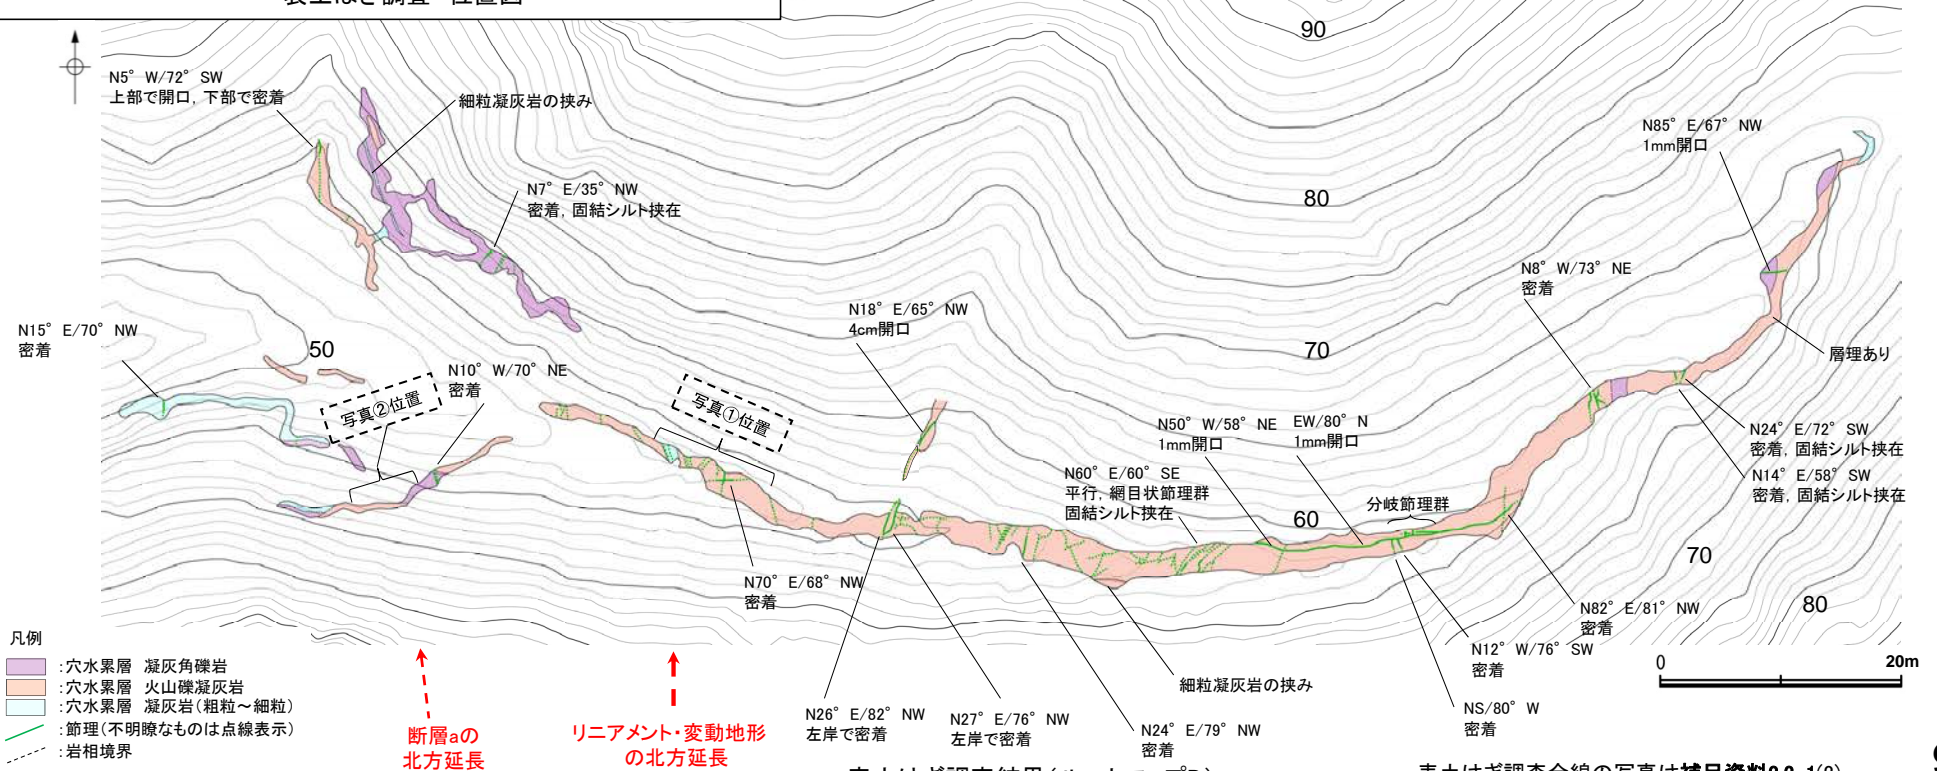 90
N5° W/72° SW
上部で開口, 下部で密着
細粒凝灰岩の挟み
N85° E/67° NW
1mm開口
N7° E/35° NW
密着, 固結シルト挟在
80
N8° W/73° NE
密着
N18° E/65° NW
4cm開口
N15° E/70° NW
密着
50
70
層理あり
N10° W/70° NE
密着
写真②位置
写真①位置
N50° W/58° NE
1mm開口
EW/80° N
1mm開口
N24° E/72° SW
密着, 固結シルト挟在
N60° E/60° SE
平行, 網目状節理群
固結シルト挟在
N14° E/58° SW
密着, 固結シルト挟在
分岐節理群
60
70
N70° E/68° NW
密着
80
N82° E/81° NW
密着
凡例
:穴水累層 凝灰角礫岩
:穴水累層 火山礫凝灰岩
:穴水累層 凝灰岩(粗粒～細粒)
:節理(不明瞭なものは点線表示)
:岩相境界
N12° W/76° SW
密着
0
20m
細粒凝灰岩の挟み
NS/80° W
密着
断層aの
北方延長
リニアメント・変動地形
の北方延長
N26° E/82° NW
左岸で密着
N27° E/76° NW
左岸で密着
N24° E/79° NW
密着